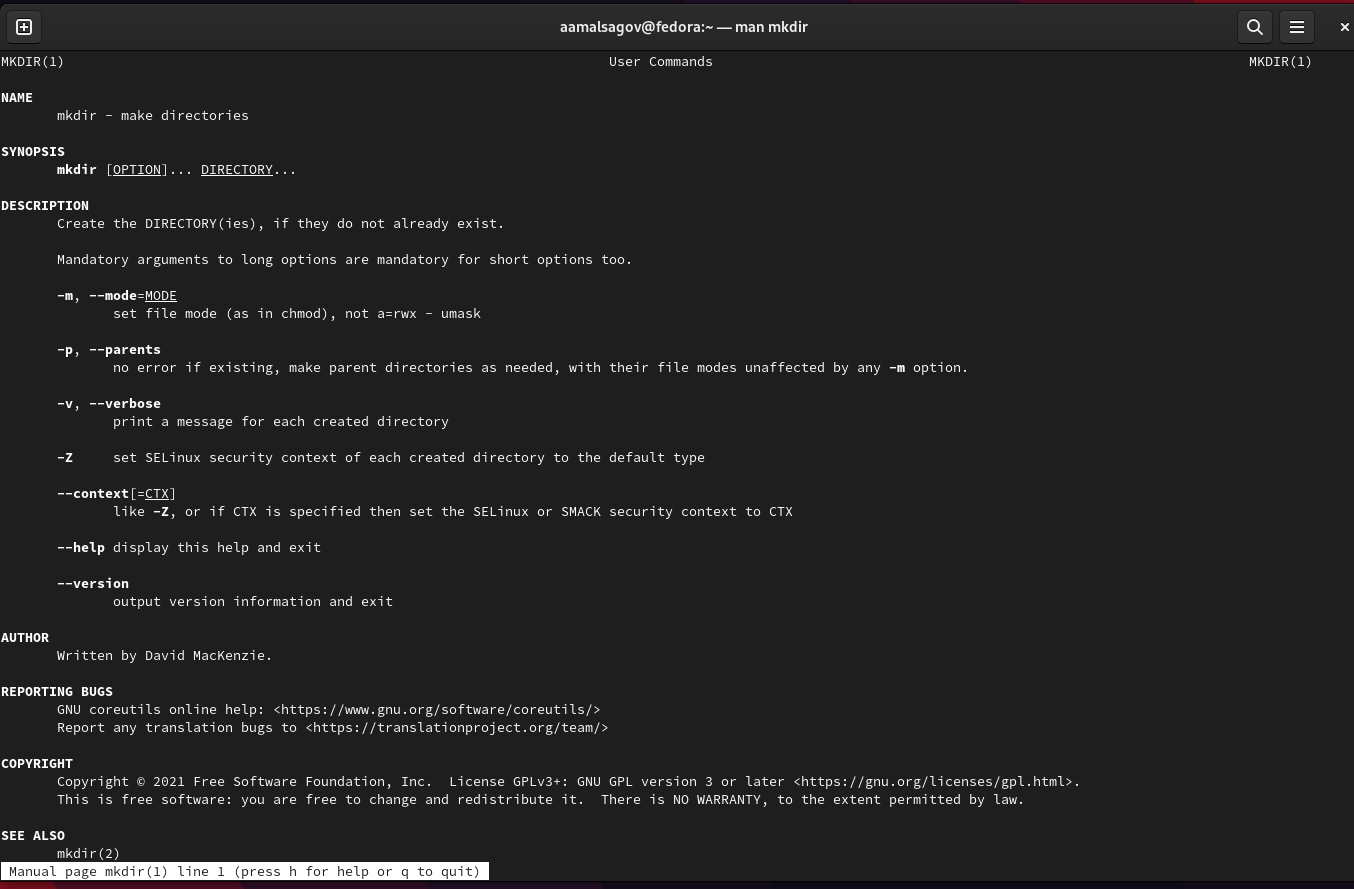 aamalsagov@fedora:~ — man mkdir
MKDIR(1) User Commands MKDIR(1)
NAME
mkdir - make directories
SYNOPSIS
mkdir [OPTION]... DIRECTORY...
DESCRIPTION
Create the DIRECTORY(ies), if they do not already exist.
Mandatory arguments to long options are mandatory for short options too.
-m, --mode=MODE
set file mode (as in chmod), not a=rwx - umask
-p, --parents
no error if existing, make parent directories as needed, with their file modes unaffected by any -m option.
-v, --verbose
print a message for each created directory
-Z set SELinux security context of each created directory to the default type
--context[=CTX]
like -Z, or if CTX is specified then set the SELinux or SMACK security context to CTX
--help display this help and exit
--version
output version information and exit
AUTHOR
Written by David MacKenzie.
REPORTING BUGS
GNU coreutils online help: <https://www.gnu.org/software/coreutils/>
Report any translation bugs to <https://translationproject.org/team/>
COPYRIGHT
Copyright © 2021 Free Software Foundation, Inc. License GPLv3+: GNU GPL version 3 or later <https://gnu.org/licenses/gpl.html>.
This is free software: you are free to change and redistribute it. There is NO WARRANTY, to the extent permitted by law.
SEE ALSO
mkdir(2)
Manual page mkdir(1) line 1 (press h for help or q to quit)